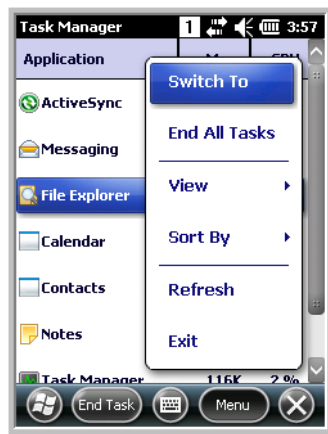 Task Manager 1 3:57
Application
ActiveSync
Messaging
File Explorer
Calendar
Contacts
Notes
Task Manager 116K 2 %
Switch To
End All Tasks
View
Sort By
Refresh
Exit
End Task Menu